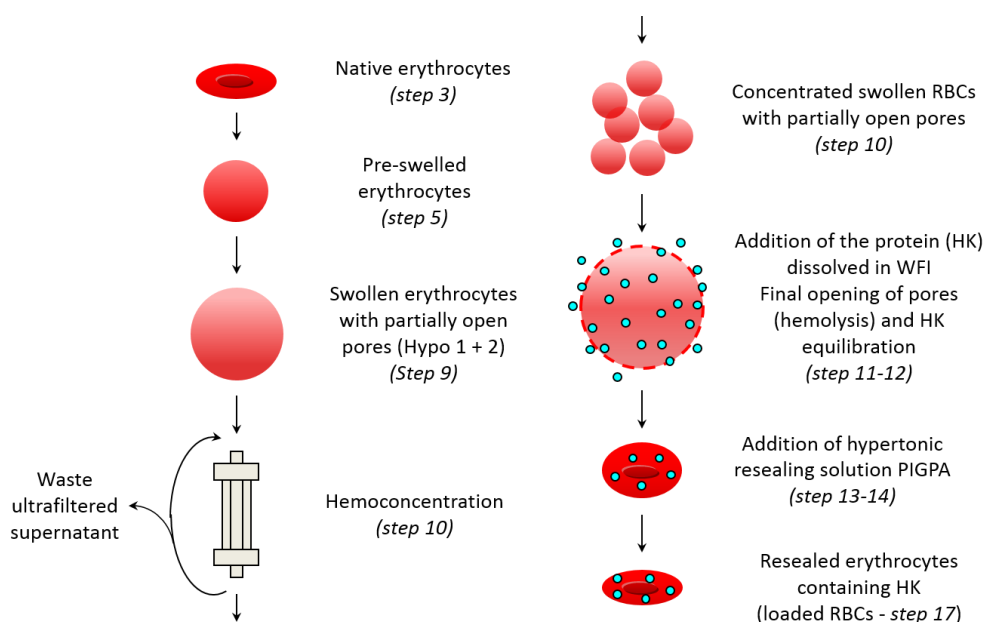 Native erythrocytes
(step 3)
Pre-swelled
erythrocytes
(step 5)
Swollen erythrocytes
with partially open
pores (Hypo 1 + 2)
(Step 9)
Waste
ultrafiltered
supernatant
Hemoconcentration
(step 10)
Concentrated swollen RBCs
with partially open pores
(step 10)
Addition of the protein (HK)
dissolved in WFI
Final opening of pores
(hemolysis) and HK
equilibration
(step 11-12)
Addition of hypertonic
resealing solution PIGPA
(step 13-14)
Resealed erythrocytes
containing HK
(loaded RBCs - step 17)